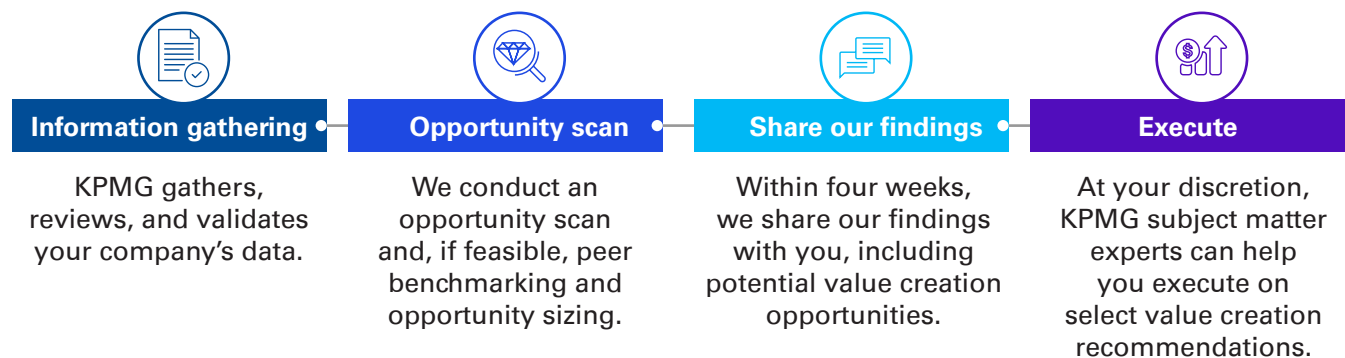 Information gathering
KPMG gathers,
reviews, and validates
your company's data.
Opportunity scan
We conduct an
opportunity scan
and, if feasible, peer
benchmarking and
opportunity sizing.
Share our findings
Within four weeks,
we share our findings
with you, including
potential value creation
opportunities.
$
Execute
At your discretion,
KPMG subject matter
experts can help
you execute on
select value creation
recommendations.